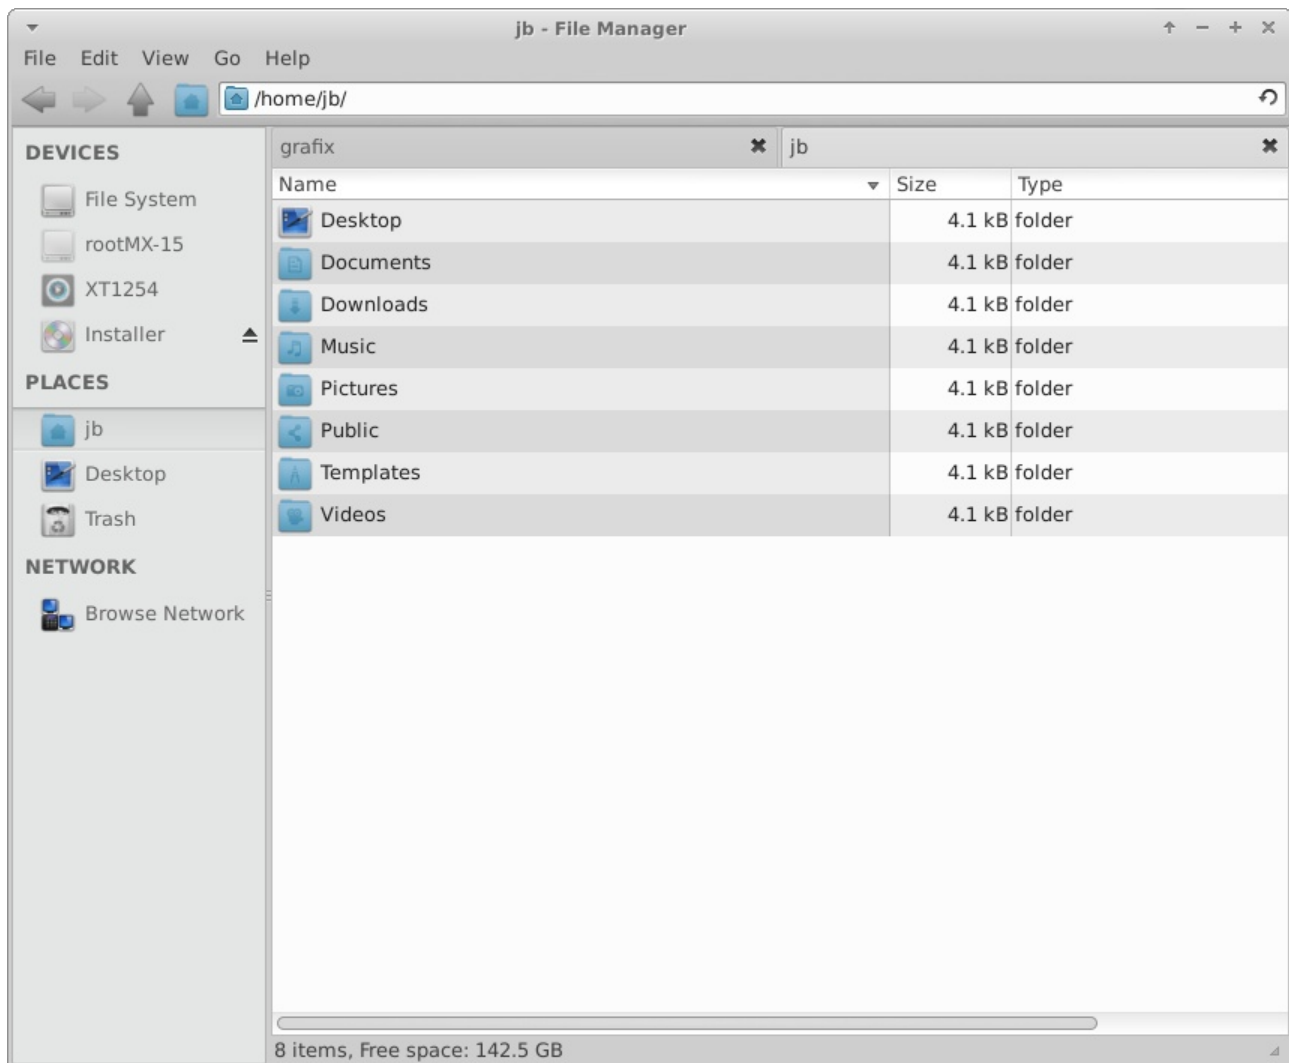 jb - File Manager
File Edit View Go Help
/home/jb/
DEVICES
File System
rootMX-15
XT1254
Installer
PLACES
jb
Desktop
Trash
NETWORK
Browse Network
grafix jb
Name Size Type
Desktop 4.1 kB folder
Documents 4.1 kB folder
Downloads 4.1 kB folder
Music 4.1 kB folder
Pictures 4.1 kB folder
Public 4.1 kB folder
Templates 4.1 kB folder
Videos 4.1 kB folder
8 items, Free space: 142.5 GB